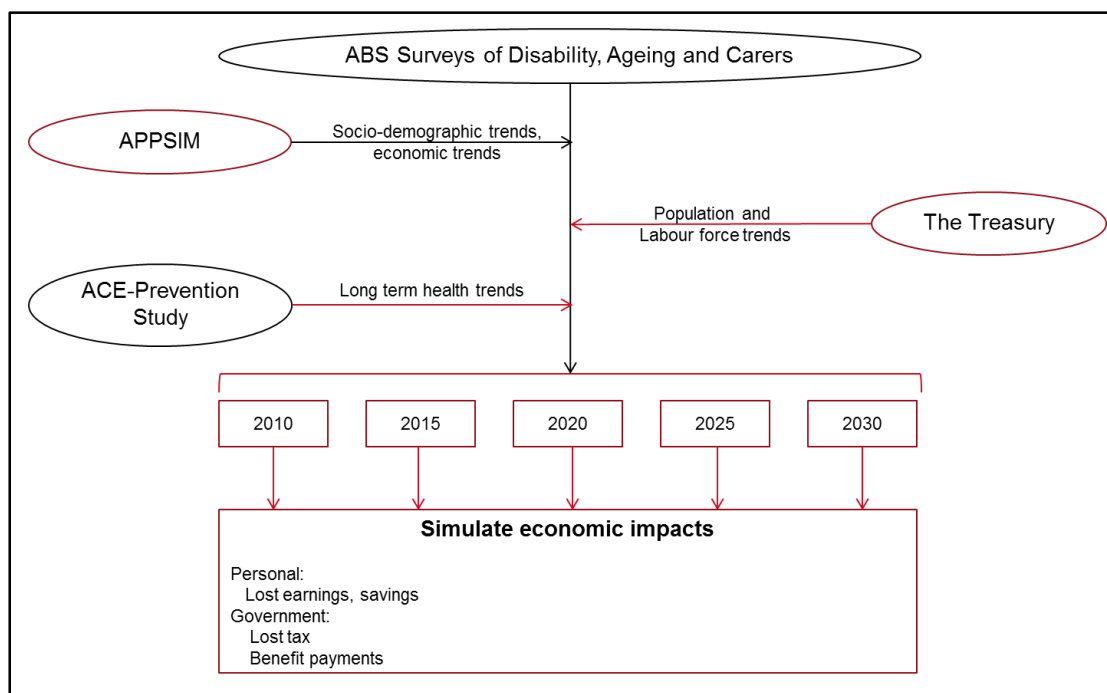 ABS Surveys of Disability, Ageing and Carers
APPSIM
Socio-demographic trends,
economic trends
Population and
Labour force trends
The Treasury
ACE-Prevention
Study
Long term health trends
2010
2015
2020
2025
2030
Simulate economic impacts
Personal:
Lost earnings, savings
Government:
Lost tax
Benefit payments